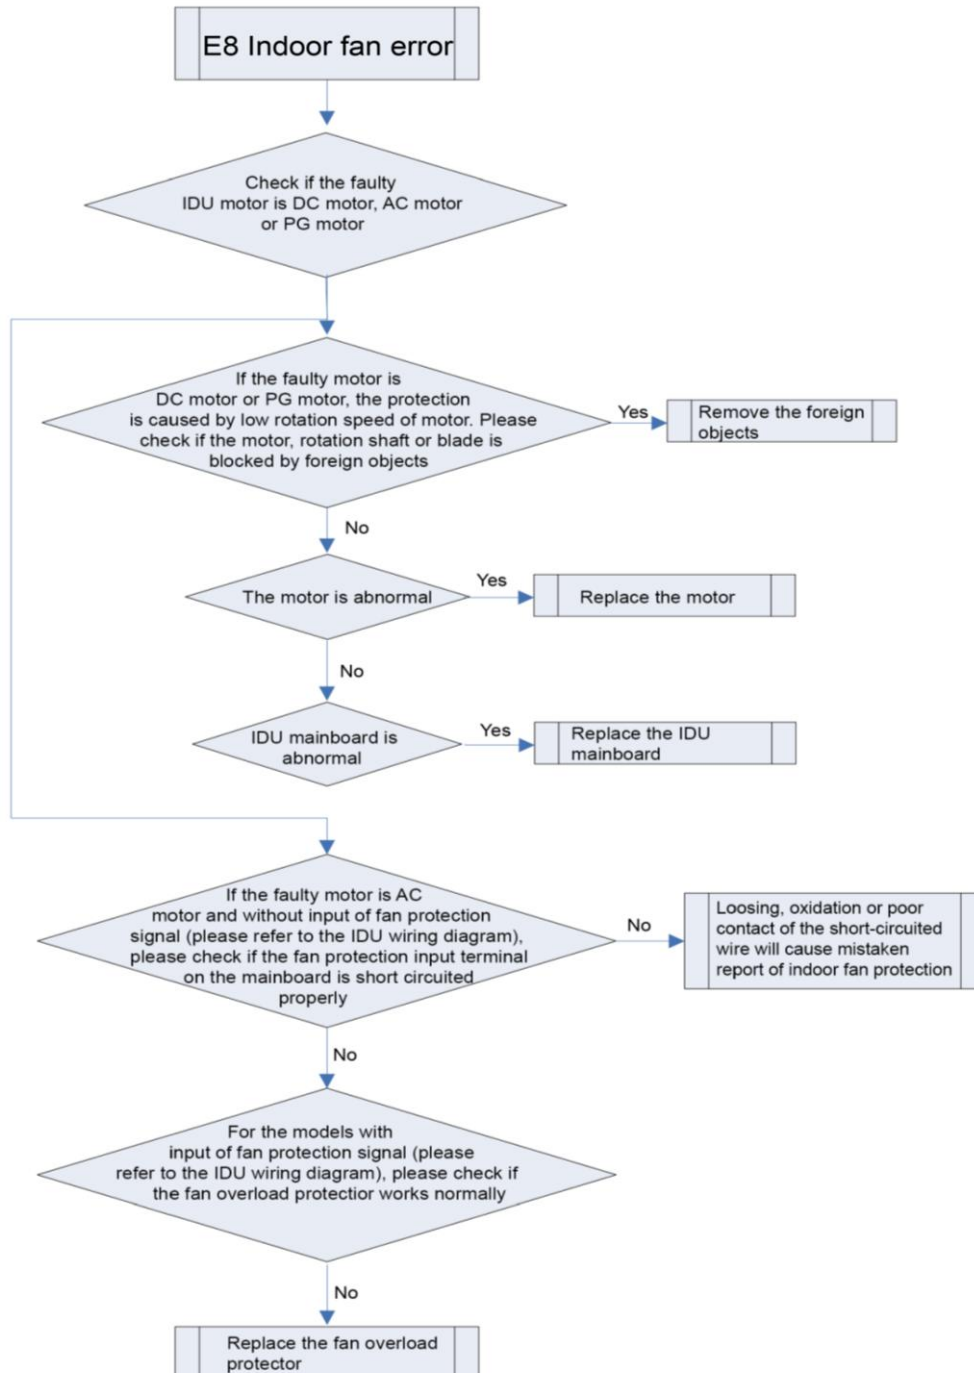 E8 Indoor fan error
Check if the faulty
IDU motor is DC motor, AC motor
or PG motor
If the faulty motor is
DC motor or PG motor, the protection
is caused by low rotation speed of motor. Please
check if the motor, rotation shaft or blade is
blocked by foreign objects
Yes
Remove the foreign
objects
No
The motor is abnormal
Yes
Replace the motor
No
IDU mainboard is
abnormal
Yes
Replace the IDU
mainboard
If the faulty motor is AC
motor and without input of fan protection
signal (please refer to the IDU wiring diagram),
please check if the fan protection input terminal
on the mainboard is short circuited
properly
No
Loosing, oxidation or poor
contact of the short-circuited
wire will cause mistaken
report of indoor fan protection
No
For the models with
input of fan protection signal (please
refer to the IDU wiring diagram), please check if
the fan overload protectior works normally
No
Replace the fan overload
protector